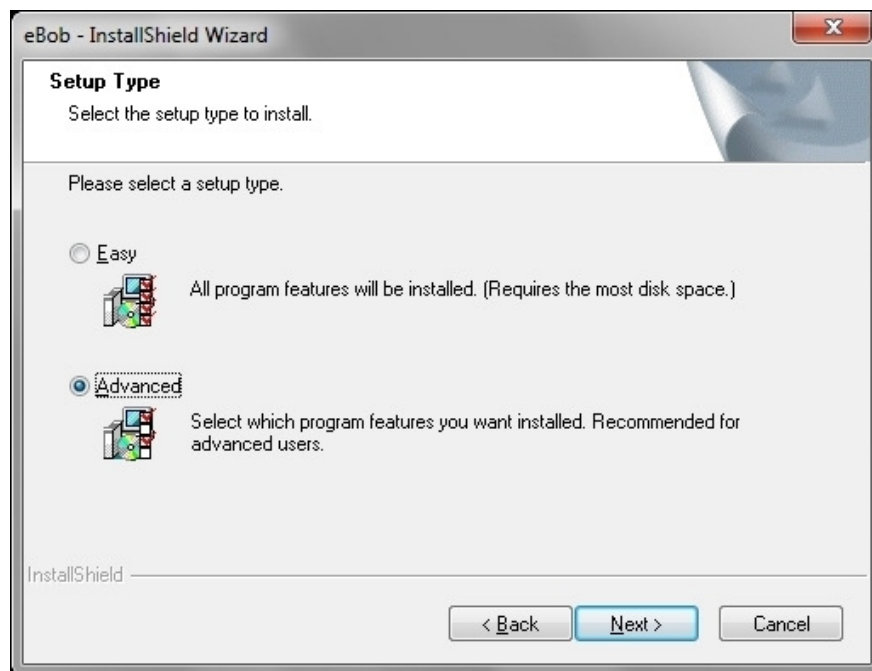 eBob - InstallShield Wizard
Setup Type
Select the setup type to install.
Please select a setup type.
Easy
All program features will be installed. (Requires the most disk space.)
Advanced
Select which program features you want installed. Recommended for
advanced users.
InstallShield
< Back Next > Cancel